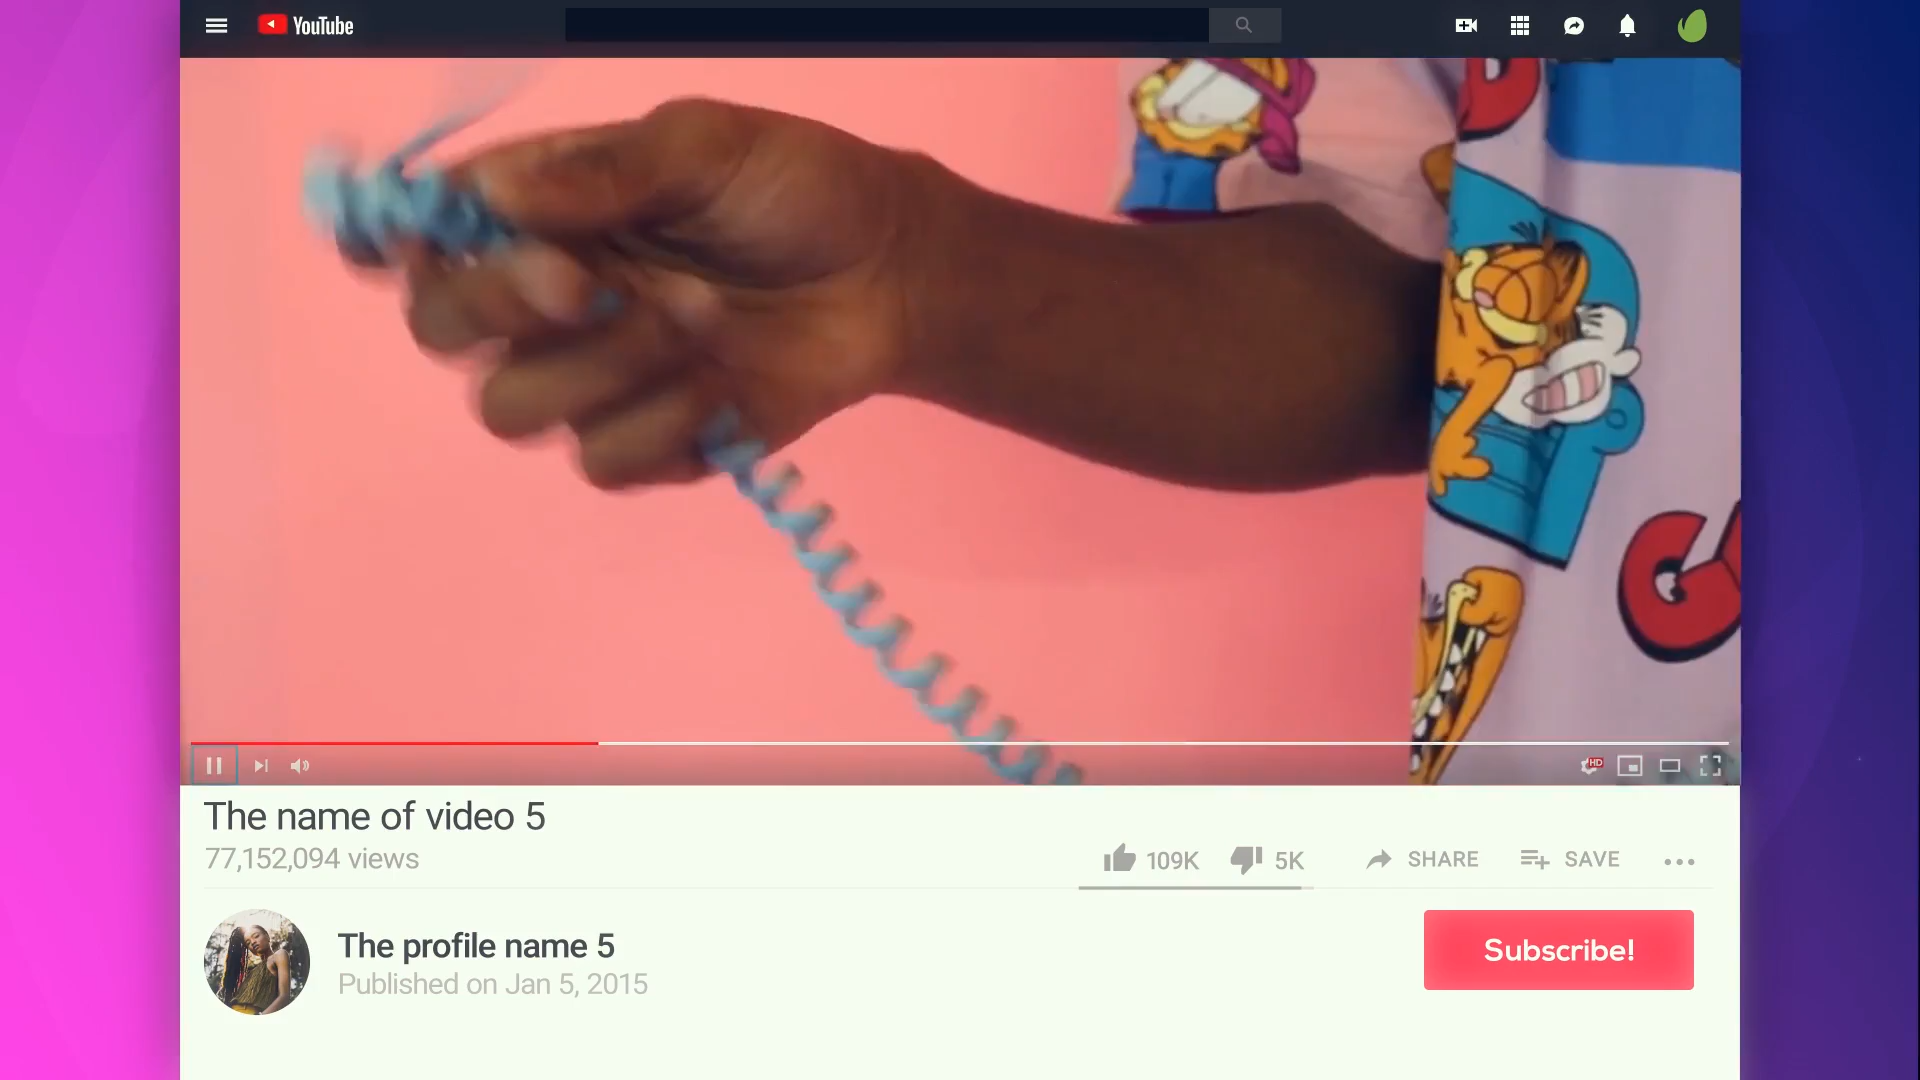 YouTube
HD
The name of video 5
77,152,094 views
109K
5K
SHARE
SAVE
The profile name 5
Published on Jan 5, 2015
Subscribe!